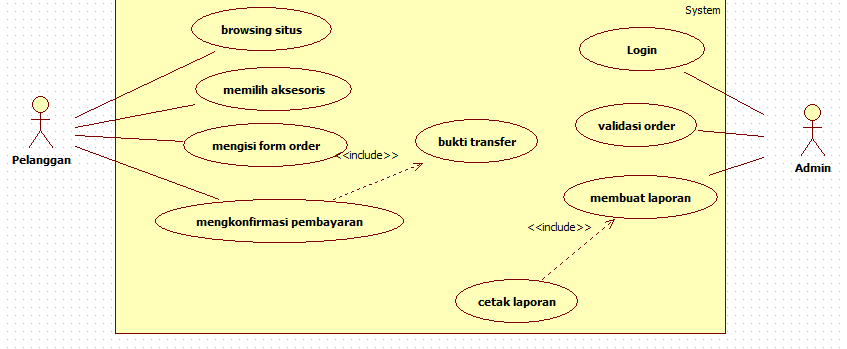 System
browsing situs
Login
memilih aksesoris
validasi order
mengisi form order
bukti transfer
<<include>>
Pelanggan
Admin
membuat laporan
mengkonfirmasi pembayaran
<<include>>
cetak laporan